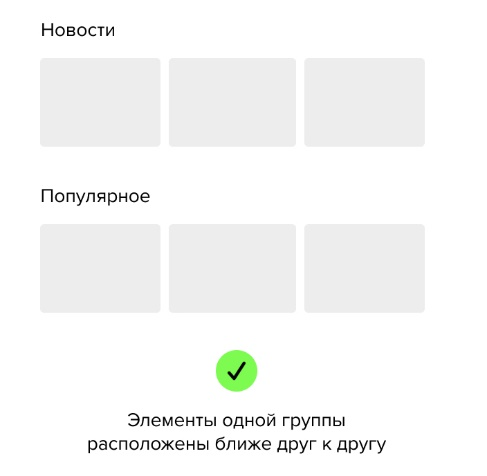 Новости
Популярное
Элементы одной группы
расположены ближе друг к другу